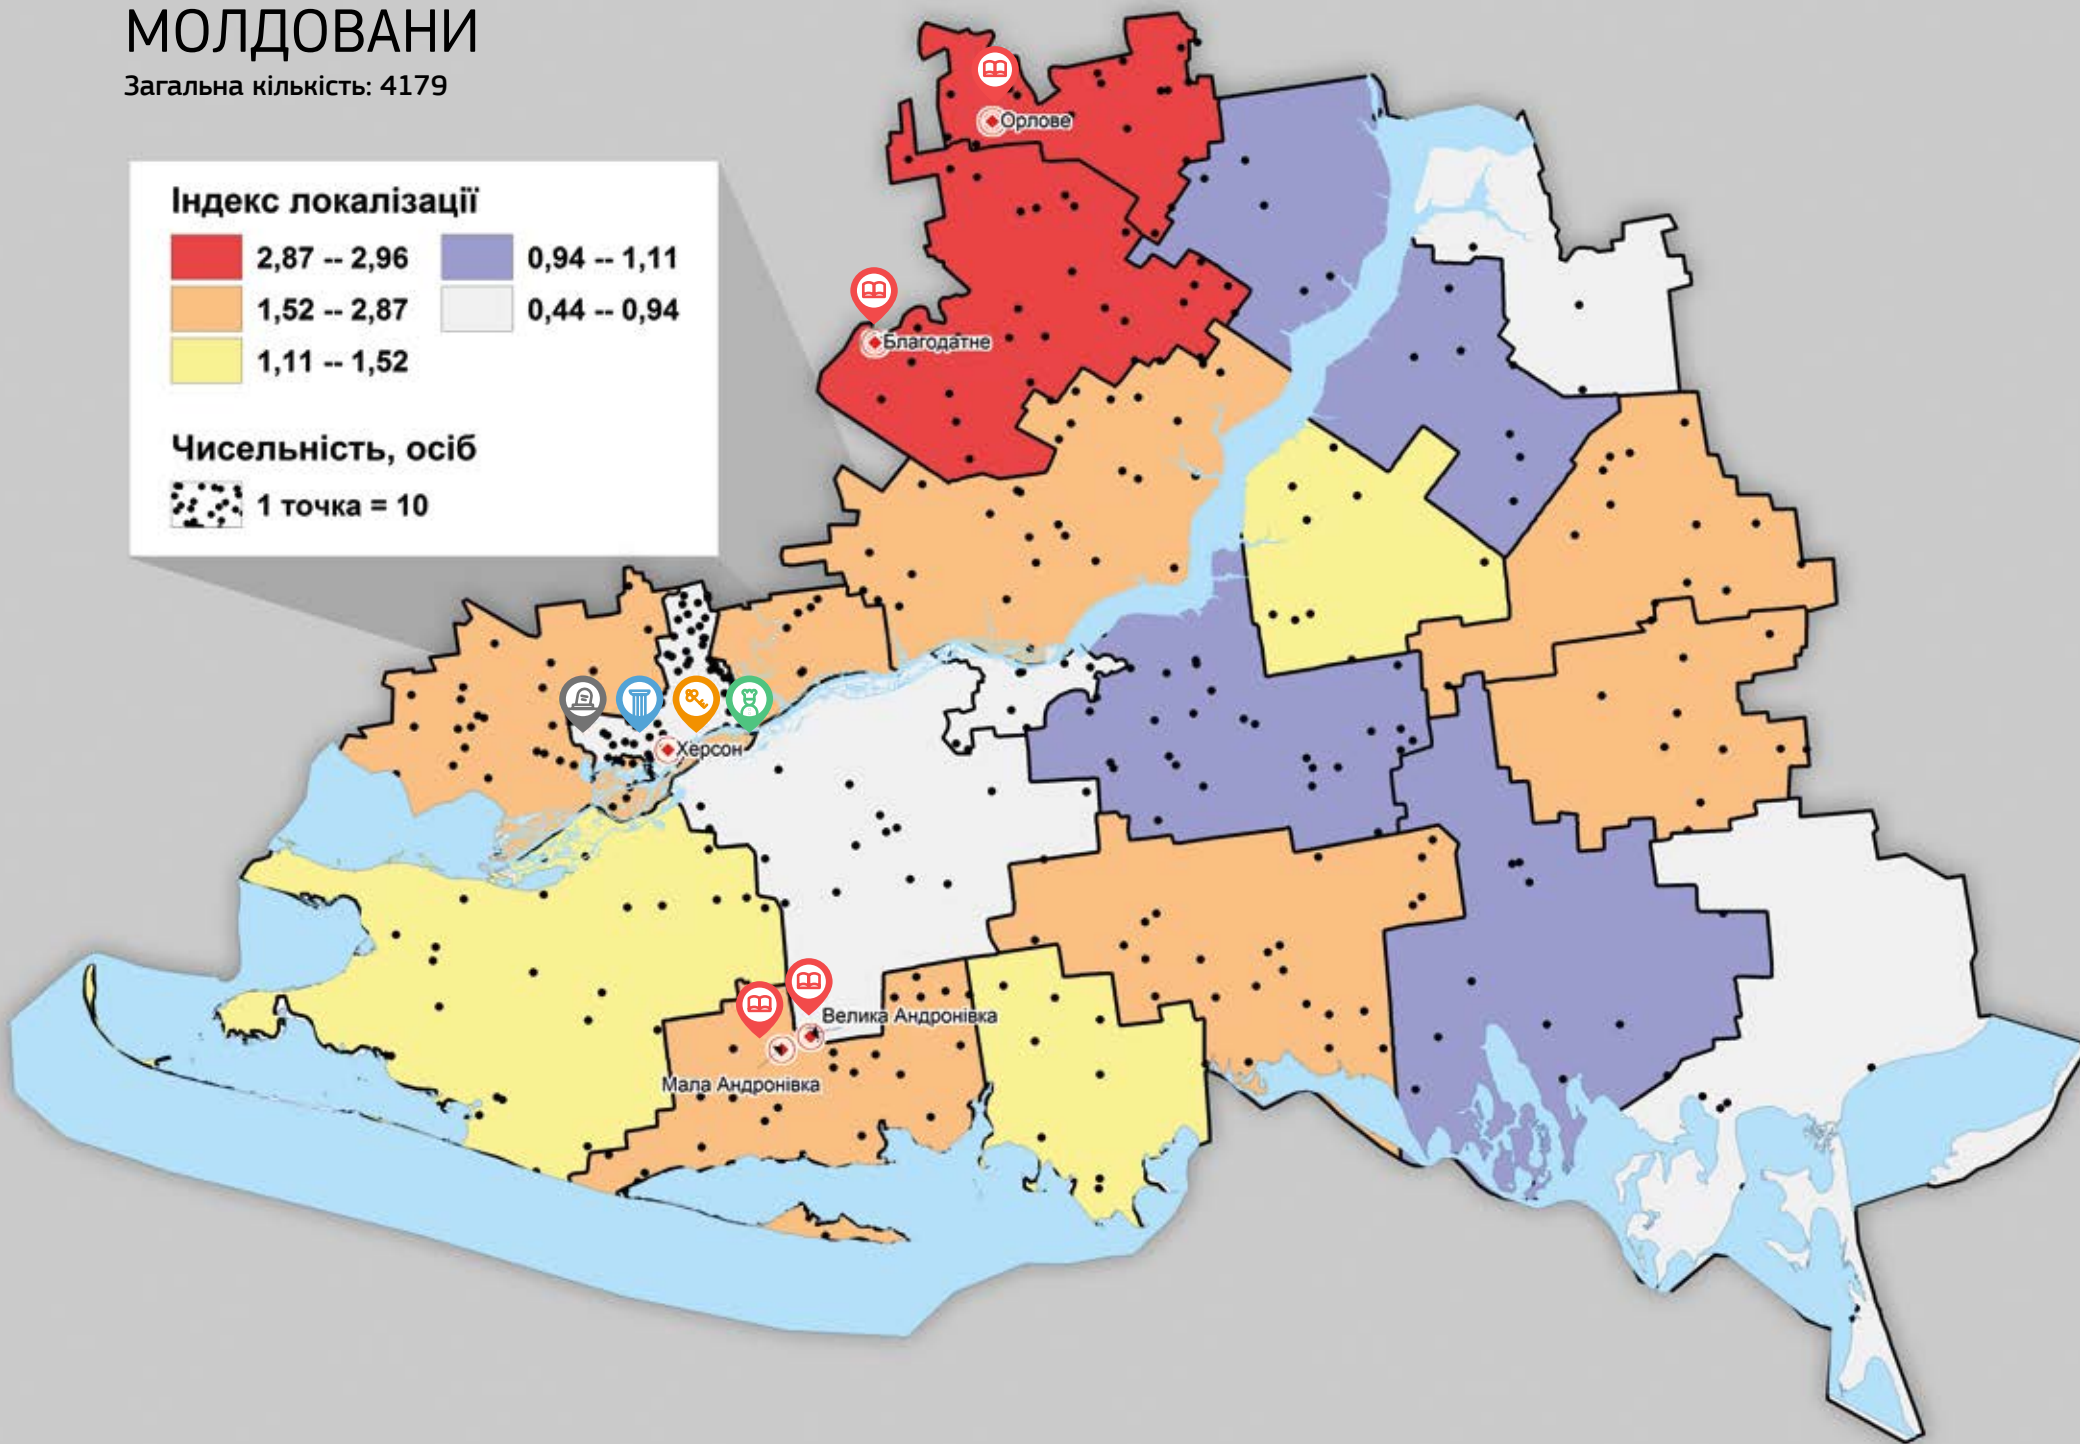 МОЛДОВАНИ
Загальна кількість: 4179
Індекс локалізації
2,87 -- 2,96
0,94 -- 1,11
1,52 -- 2,87
0,44 -- 0,94
1,11 -- 1,52
Чисельність, осіб
1 точка = 10
Орлове
Благодатне
Херсон
Велика Андронівка
Мала Андронівка